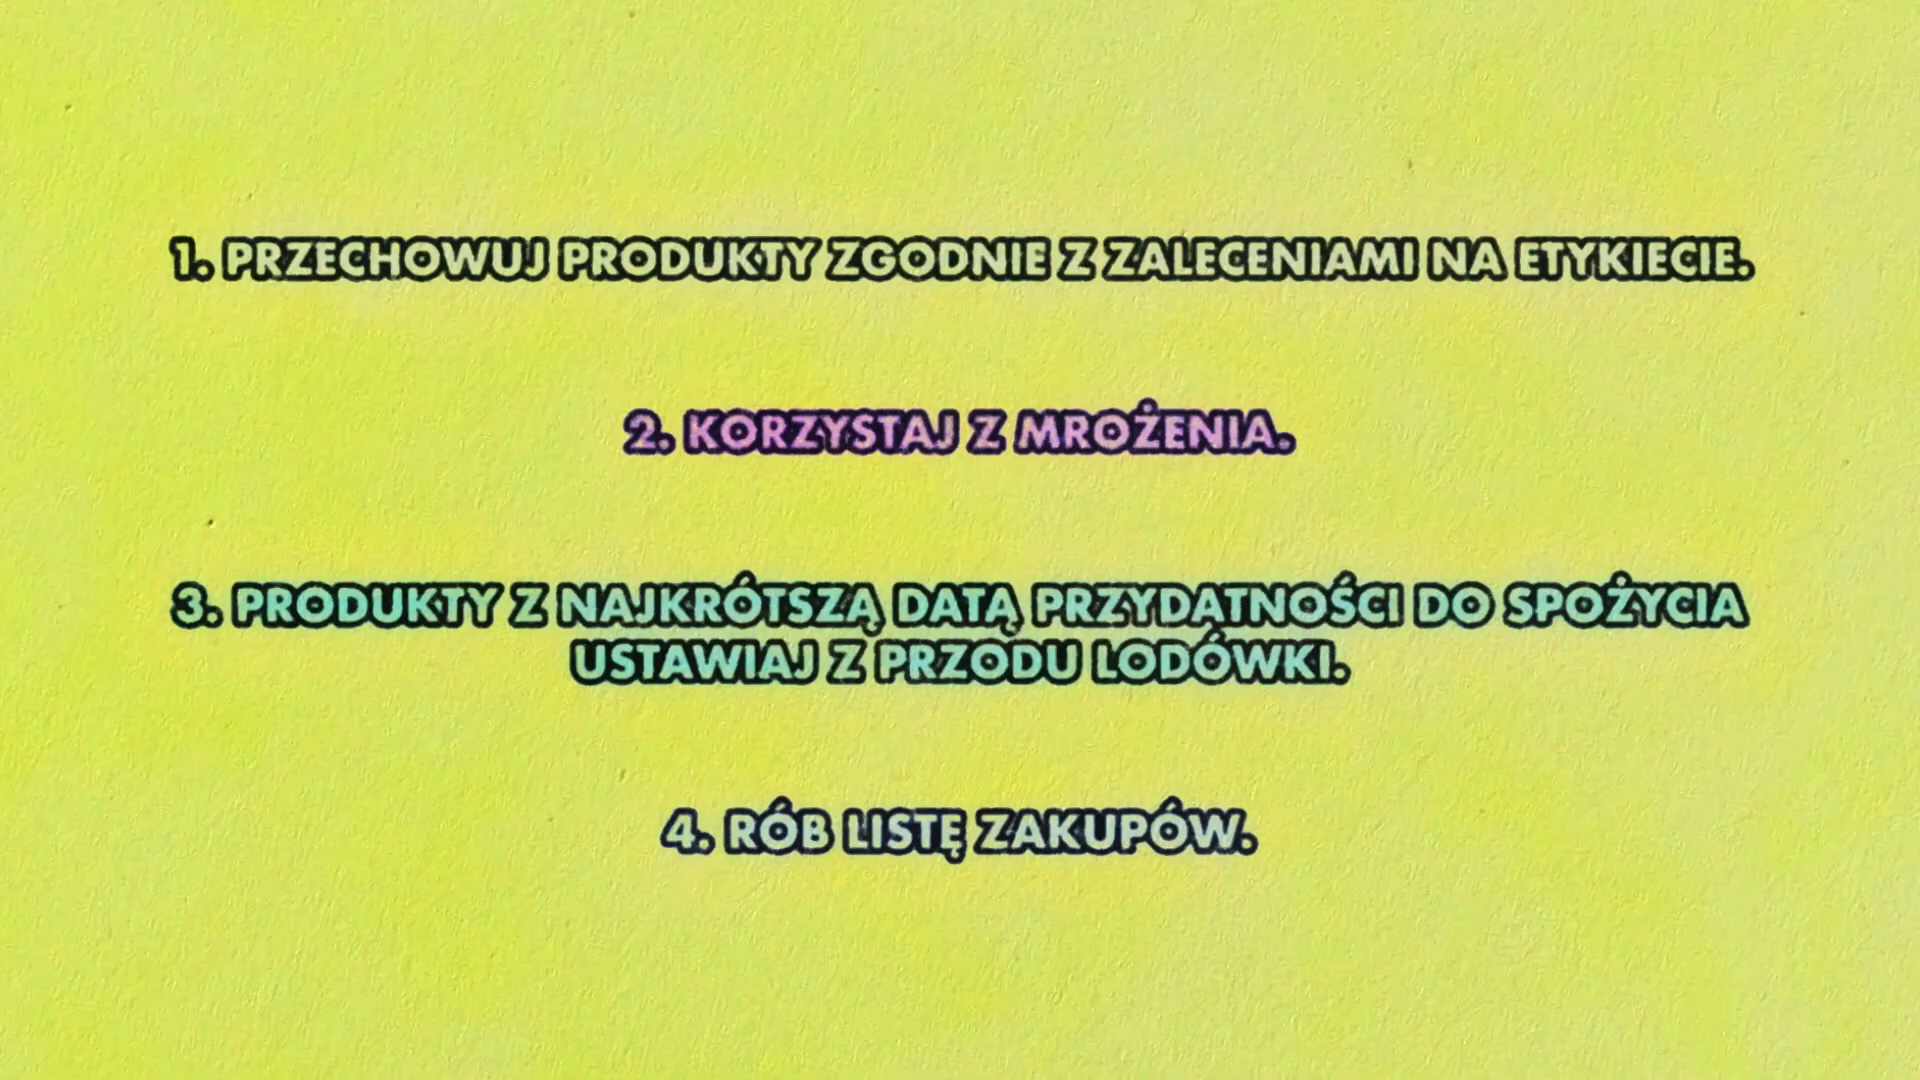 1. PRZECHOWUJ PRODUKTY ZGODNIE Z ZALECENIAMI NA ETYKIECIE.
2. KORZYSTAJ Z MROŻENIA.
3. PRODUKTY Z NAJKRÓTSZĄ DATĄ PRZYDATNOŚCI DO SPOŻYCIA
USTAWIAJ Z PRZODU LODÓWKI.
4. RÓB LISTĘ ZAKUPÓW.